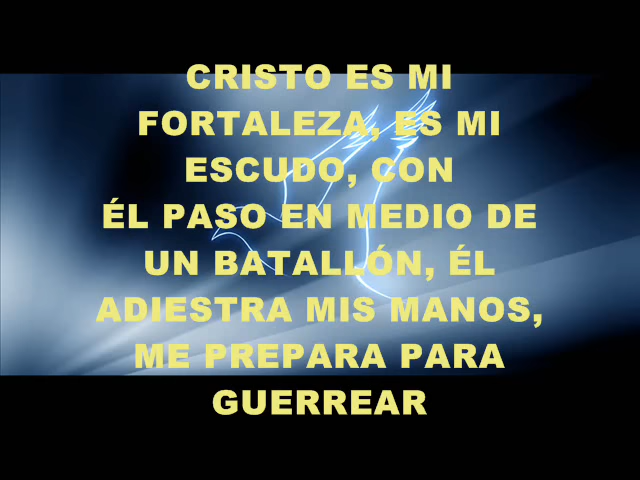 CRISTO ES MI
FORTALEZA, ES MI
ESCUDO, CON
ÉL PASO EN MEDIO DE
UN BATALLÓN, ÉL
ADIESTRA MIS MANOS,
ME PREPARA PARA
GUERREAR